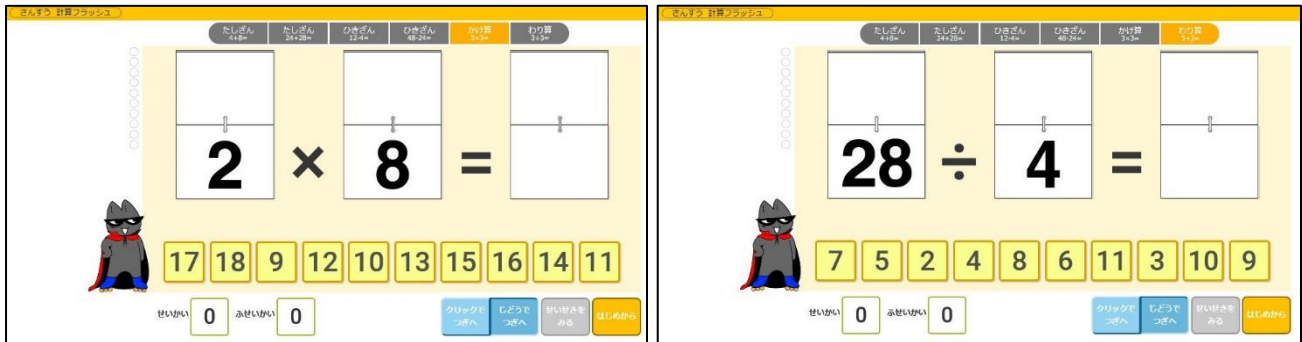 さんすう 計算フラッシュ
たしざん たしざん ひきざん ひきざん かけ算 わり算
4+8= 24+28= 12-4= 48-24= 3×3= 3÷3=
2 × 8 =
17 18 9 12 10 13 15 16 14 11
せいかい 0 ふせいかい 0
クリックで つぎへ じどうで つぎへ せいせきを みる はじめから
さんすう 計算フラッシュ
たしざん たしざん ひきざん ひきざん かけ算 わり算
4+8= 24+28= 12-4= 48-24= 3×3= 3÷3=
28 ÷ 4 =
7 5 2 4 8 6 11 3 10 9
せいかい 0 ふせいかい 0
クリックで つぎへ じどうで つぎへ せいせきを みる はじめから